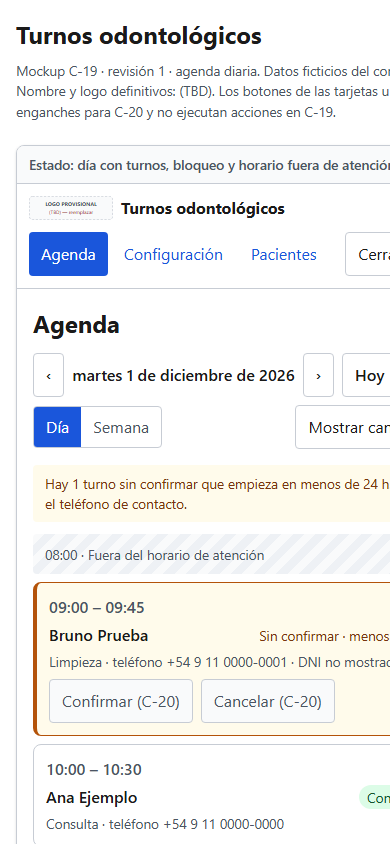 Turnos odontológicos
Mockup C-19 · revisión 1 · agenda diaria. Datos ficticios del
Nombre y logo definitivos: (TBD). Los botones de las tarjetas
enganches para C-20 y no ejecutan acciones en C-19.
Estado: día con turnos, bloqueo y horario fuera de atención
LOGO PROVISIONAL
(TBD) — reemplazar
Turnos odontológicos
Agenda Configuración Pacientes
Agenda
‹ martes 1 de diciembre de 2026 › Hoy
Día Semana Mostrar
Hay 1 turno sin confirmar que empieza en menos de 24 h
el teléfono de contacto.
08:00 · Fuera del horario de atención
09:00 – 09:45
Bruno Prueba Sin confirmar · menos
Limpieza · teléfono +54 9 11 0000-0001 · DNI no
Confirmar (C-20) Cancelar (C-20)
10:00 – 10:30
Ana Ejemplo
Consulta · teléfono +54 9 11 0000-0000